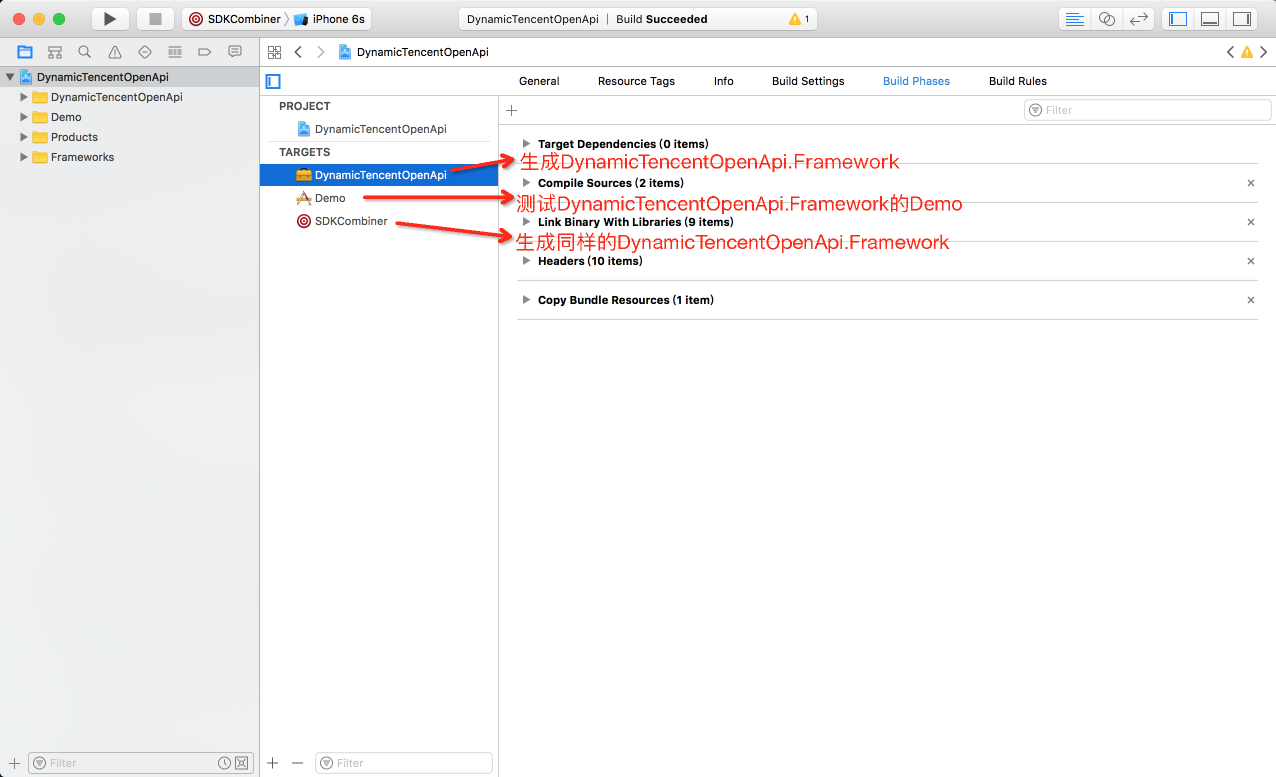 SDKCombiner
iPhone 6s
DynamicTencentOpenApi | Build Succeeded
1
DynamicTencentOpenApi
DynamicTencentOpenApi
DynamicTencentOpenApi
Demo
Products
Frameworks
General
Resource Tags
Info
Build Settings
Build Phases
Build Rules
PROJECT
DynamicTencentOpenApi
TARGETS
DynamicTencentOpenApi
Demo
SDKCombiner
Filter
Target Dependencies (0 items)
生成DynamicTencentOpenApi.Framework
Compile Sources (2 items)
测试DynamicTencentOpenApi.Framework的Demo
Link Binary With Libraries (9 items)
生成同样的DynamicTencentOpenApi.Framework
Headers (10 items)
Copy Bundle Resources (1 item)
Filter
Filter